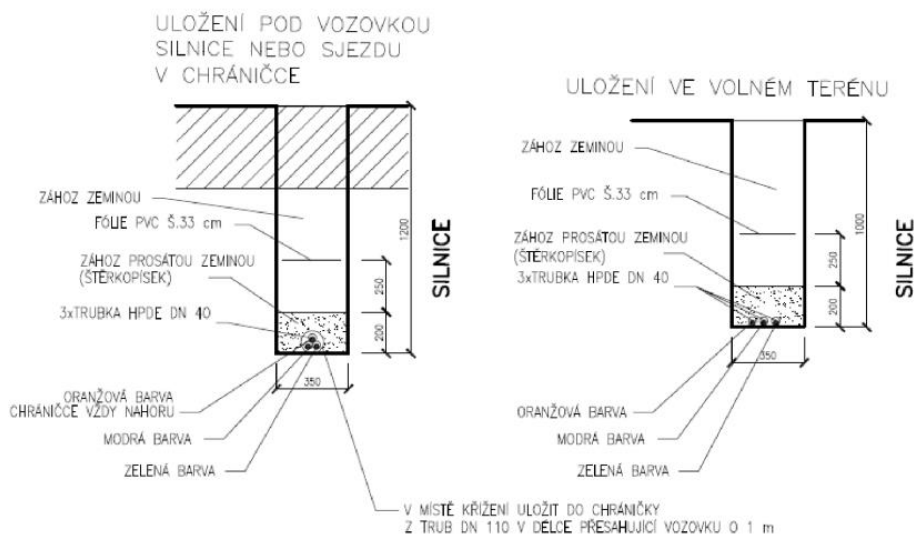 ULOŽENÍ POD VOZOVKOU
SILNICE NEBO SJEZDU
V CHRÁNIČCE
ZÁHOZ ZEMINOU
FÓLIE PVC Š.33 cm
ZÁHOZ PROSÁTOU ZEMINOU
(ŠTĚRKOPÍSEK)
3xTRUBKA HPDE DN 40
1200
250
200
350
SILNICE
ORANŽOVÁ BARVA
CHRÁNIČCE VŽDY NAHORU
MODRÁ BARVA
ZELENÁ BARVA
V MÍSTĚ KŘÍŽENÍ ULOŽIT DO CHRÁNIČKY
Z TRUB DN 110 V DÉLCE PŘESAHUJÍCÍ VOZOVKU O 1 m
ULOŽENÍ VE VOLNÉM TERÉNU
ZÁHOZ ZEMINOU
FÓLIE PVC Š.33 cm
ZÁHOZ PROSÁTOU ZEMINOU
(ŠTĚRKOPÍSEK)
3xTRUBKA HPDE DN 40
1000
250
200
350
SILNICE
ORANŽOVÁ BARVA
MODRÁ BARVA
ZELENÁ BARVA